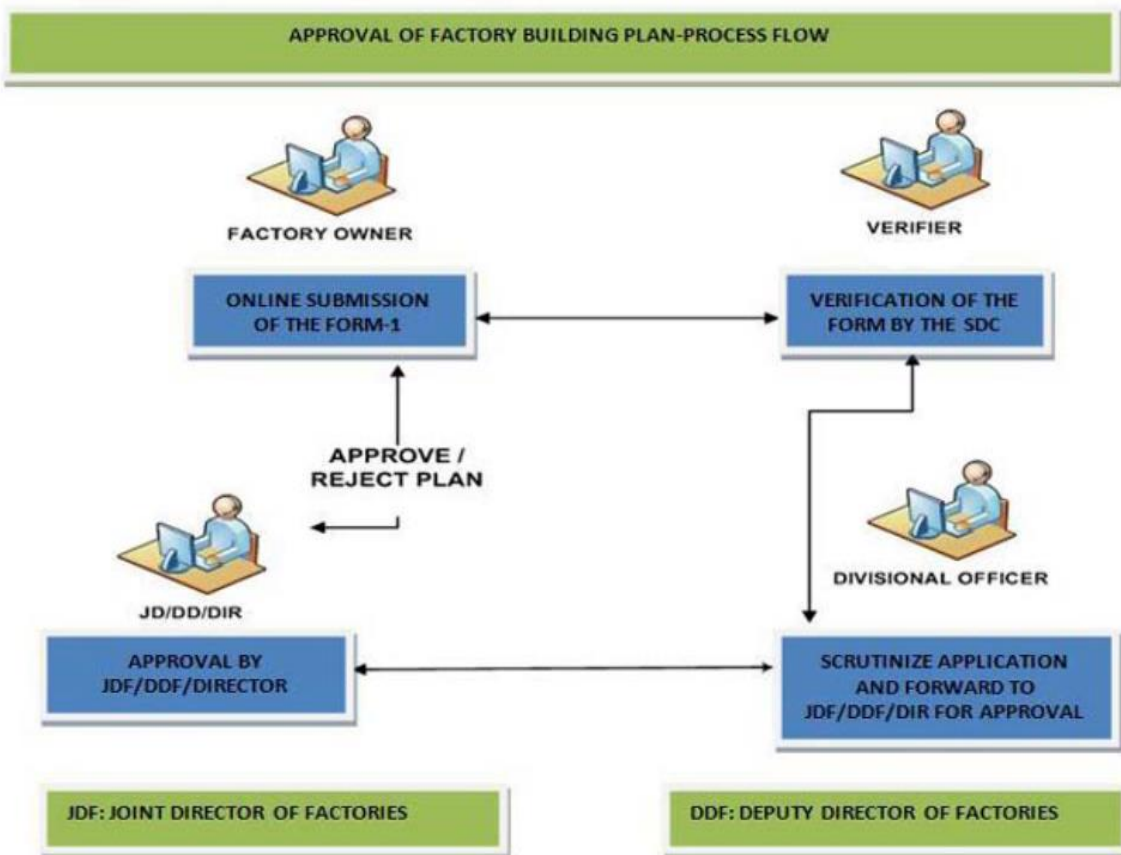 APPROVAL OF FACTORY BUILDING PLAN-PROCESS FLOW
FACTORY OWNER
VERIFIER
ONLINE SUBMISSION
OF THE FORM-1
VERIFICATION OF THE
FORM BY THE SDC
APPROVE /
REJECT PLAN
JD/DD/DIR
DIVISIONAL OFFICER
APPROVAL BY
JDF/DDF/DIRECTOR
SCRUTINIZE APPLICATION
AND FORWARD TO
JDF/DDF/DIR FOR APPROVAL
JDF: JOINT DIRECTOR OF FACTORIES
DDF: DEPUTY DIRECTOR OF FACTORIES